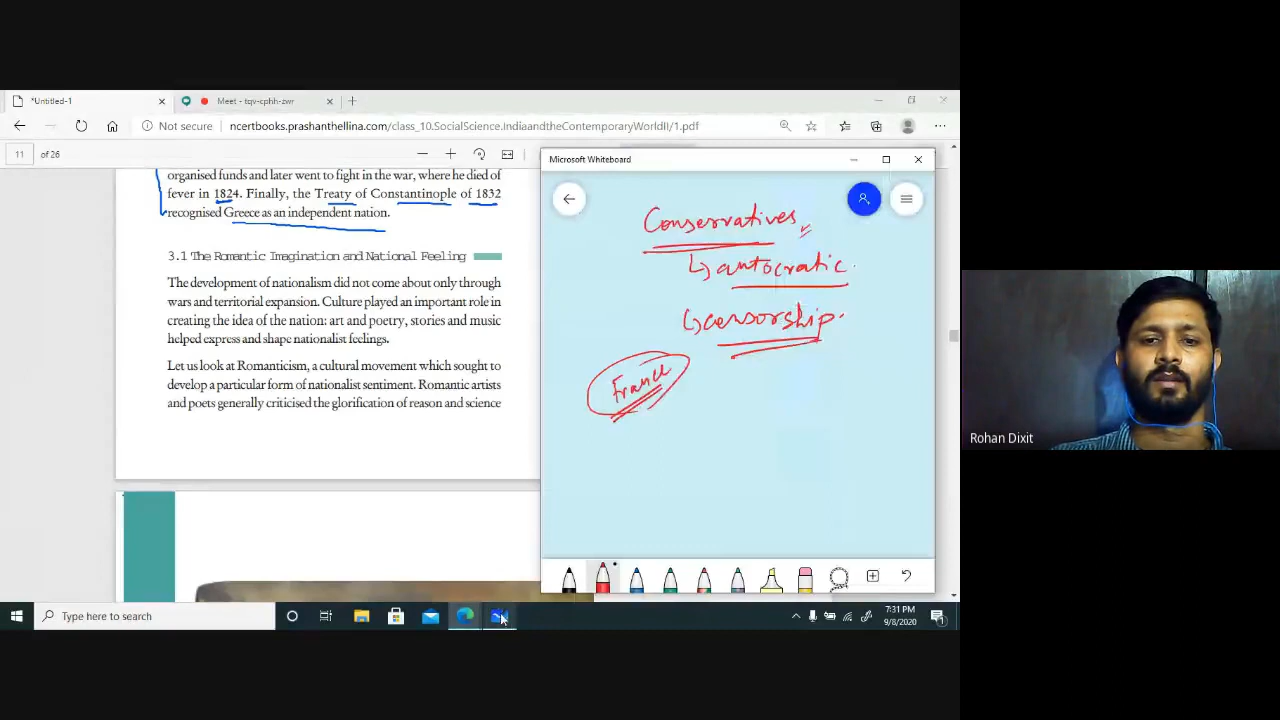 *Untitled-1
Meet - tqv-cphh-zwr
Not secure
ncertbooks.prashanthellina.com/class_10.SocialScience.IndiaandtheContemporaryWorldII/1.pdf
11 of 26
organised funds and later went to fight in the war, where he died of
fever in 1824. Finally, the Treaty of Constantinople of 1832
recognised Greece as an independent nation.
3.1 The Romantic Imagination and National Feeling
The development of nationalism did not come about only through
wars and territorial expansion. Culture played an important role in
creating the idea of the nation: art and poetry, stories and music
helped express and shape nationalist feelings.
Let us look at Romanticism, a cultural movement which sought to
develop a particular form of nationalist sentiment. Romantic artists
and poets generally criticised the glorification of reason and science
Microsoft Whiteboard
Conservatives
autocratic.
censorship.
France
Rohan Dixit
Type here to search
7:31 PM
9/8/2020
1